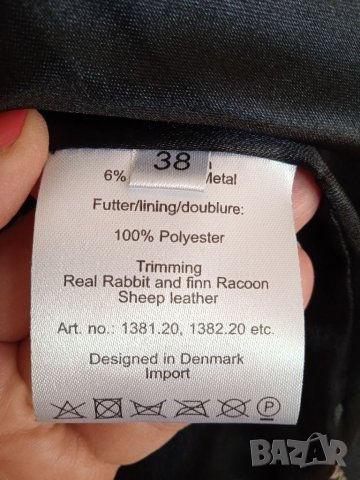 38
6% Metal
Futter/lining/doublure:
100% Polyester
Trimming
Real Rabbit and finn Racoon
Sheep leather
Art. no.: 1381.20, 1382.20 etc.
Designed in Denmark
Import
P
BAZAR